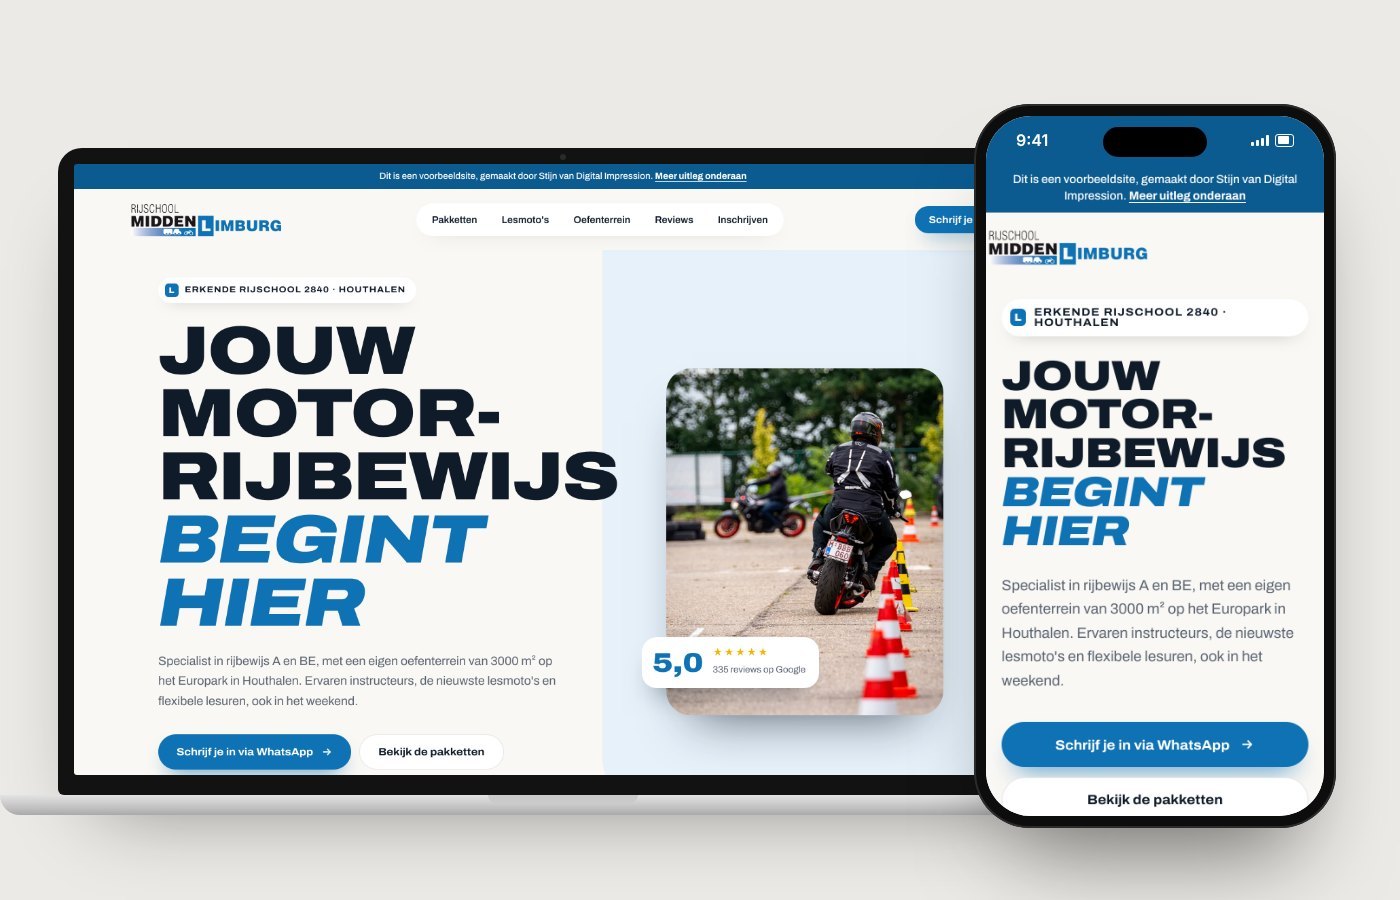 Dit is een voorbeeldsite, gemaakt door Stijn van Digital Impression. Meer uitleg onderaan
RIJSCHOOL
MIDDEN LIMBURG
Pakketten
Lesmoto's
Oefenterrein
Reviews
Inschrijven
Schrijf je
L ERKENDE RIJSCHOOL 2840 · HOUTHALEN
JOUW
MOTOR-
RIJBEWIJS
BEGINT
HIER
Specialist in rijbewijs A en BE, met een eigen oefenterrein van 3000 m² op
het Europark in Houthalen. Ervaren instructeurs, de nieuwste lesmoto's en
flexibele lesuren, ook in het weekend.
Schrijf je in via WhatsApp →
Bekijk de pakketten
5,0
★★★★★
335 reviews op Google
9:41
Dit is een voorbeeldsite, gemaakt door Stijn van Digital
Impression. Meer uitleg onderaan
RIJSCHOOL
MIDDEN LIMBURG
L ERKENDE RIJSCHOOL 2840 ·
HOUTHALEN
JOUW
MOTOR-
RIJBEWIJS
BEGINT
HIER
Specialist in rijbewijs A en BE, met een eigen
oefenterrein van 3000 m² op het Europark in
Houthalen. Ervaren instructeurs, de nieuwste
lesmoto's en flexibele lesuren, ook in het
weekend.
Schrijf je in via WhatsApp →
Bekijk de pakketten